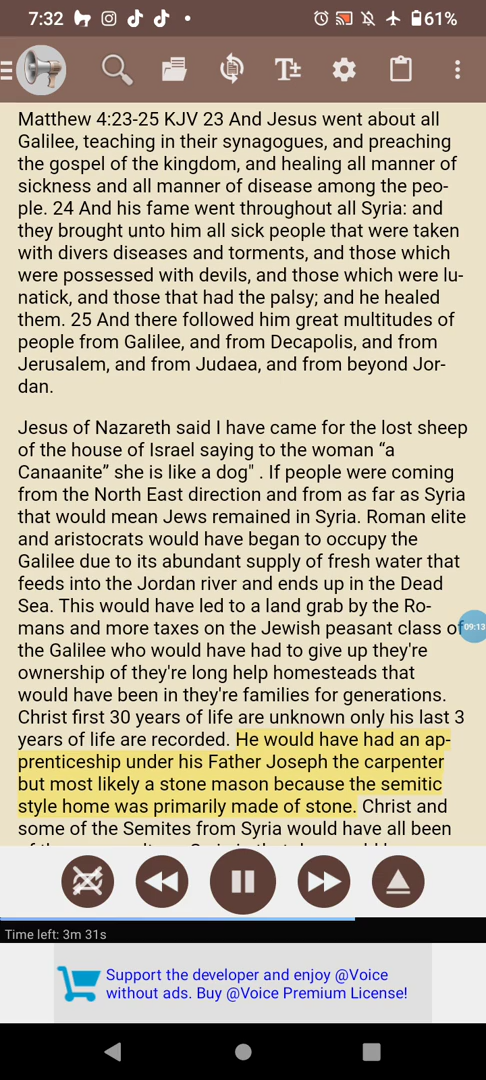 7:32
61%
T±
Matthew 4:23-25 KJV 23 And Jesus went about all
Galilee, teaching in their synagogues, and preaching
the gospel of the kingdom, and healing all manner of
sickness and all manner of disease among the peo-
ple. 24 And his fame went throughout all Syria: and
they brought unto him all sick people that were taken
with divers diseases and torments, and those which
were possessed with devils, and those which were lu-
natick, and those that had the palsy; and he healed
them. 25 And there followed him great multitudes of
people from Galilee, and from Decapolis, and from
Jerusalem, and from Judaea, and from beyond Jor-
dan.
Jesus of Nazareth said I have came for the lost sheep
of the house of Israel saying to the woman “a
Canaanite” she is like a dog" . If people were coming
from the North East direction and from as far as Syria
that would mean Jews remained in Syria. Roman elite
and aristocrats would have began to occupy the
Galilee due to its abundant supply of fresh water that
feeds into the Jordan river and ends up in the Dead
Sea. This would have led to a land grab by the Ro-
mans and more taxes on the Jewish peasant class of
09:13
the Galilee who would have had to give up they're
ownership of they're long help homesteads that
would have been in they're families for generations.
Christ first 30 years of life are unknown only his last 3
years of life are recorded. He would have had an ap-
prenticeship under his Father Joseph the carpenter
but most likely a stone mason because the semitic
style home was primarily made of stone. Christ and
some of the Semites from Syria would have all been
Time left: 3m 31s
Support the developer and enjoy @Voice
without ads. Buy @Voice Premium License!